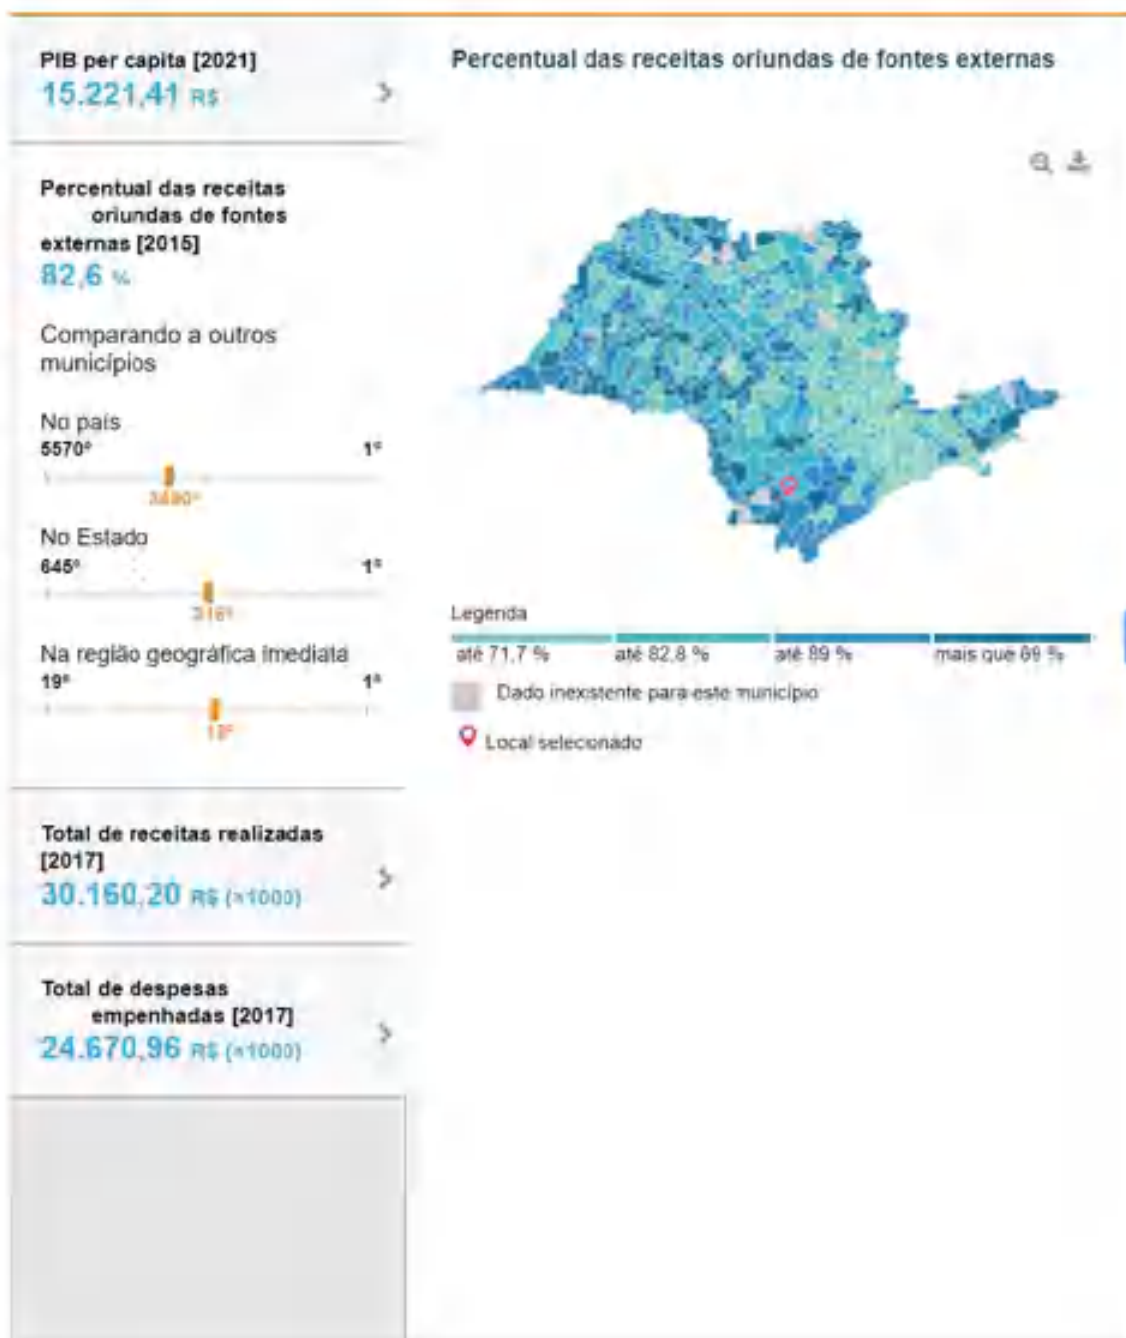 PIB per capita [2021]
15.221,41 R$
Percentual das receitas
oriundas de fontes
externas [2015]
82,6 %
Comparando a outros
municípios
No país
5570º 1º
No Estado
645º 1º
Na região geográfica imediata
19º 1º
Total de receitas realizadas
[2017]
30.160,20 R$ (×1000)
Total de despesas
empenhadas [2017]
24.670,96 R$ (×1000)
Percentual das receitas oriundas de fontes externas
Legenda
até 71,7 % até 82,8 % até 89 % mais que 89 %
Dado inexistente para este município
Local selecionado